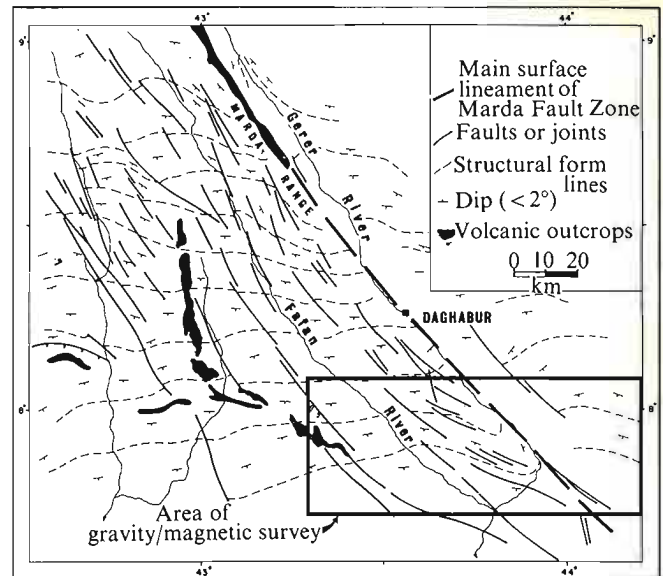 43°
44°
9°
9°
Main surface
lineament of
Marda Fault Zone
Faults or joints
Structural form
lines
Dip (< 2°)
Volcanic outcrops
0 10 20
km
MARDA
RANGE
Gerer
River
DAGHABUR
Fafan
River
8°
8°
Area of
gravity/magnetic survey
43°
44°